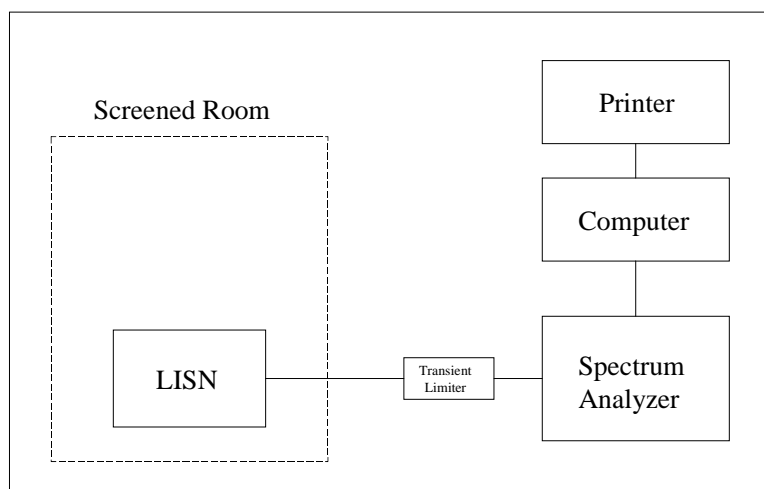 Screened Room
Printer
Computer
LISN
Transient
Limiter
Spectrum
Analyzer